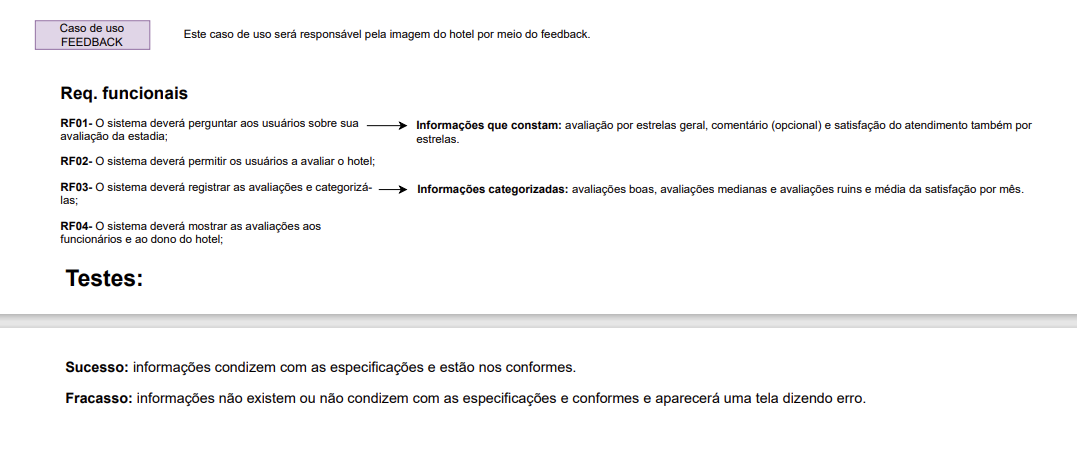 Caso de uso
FEEDBACK
Este caso de uso será responsável pela imagem do hotel por meio do feedback.
Req. funcionais
RF01- O sistema deverá perguntar aos usuários sobre sua
avaliação da estadia;
Informações que constam: avaliação por estrelas geral, comentário (opcional) e satisfação do atendimento também por
estrelas.
RF02- O sistema deverá permitir os usuários a avaliar o hotel;
RF03- O sistema deverá registrar as avaliações e categorizá-
las;
Informações categorizadas: avaliações boas, avaliações medianas e avaliações ruins e média da satisfação por mês.
RF04- O sistema deverá mostrar as avaliações aos
funcionários e ao dono do hotel;
Testes:
Sucesso: informações condizem com as especificações e estão nos conformes.
Fracasso: informações não existem ou não condizem com as especificações e conformes e aparecerá uma tela dizendo erro.